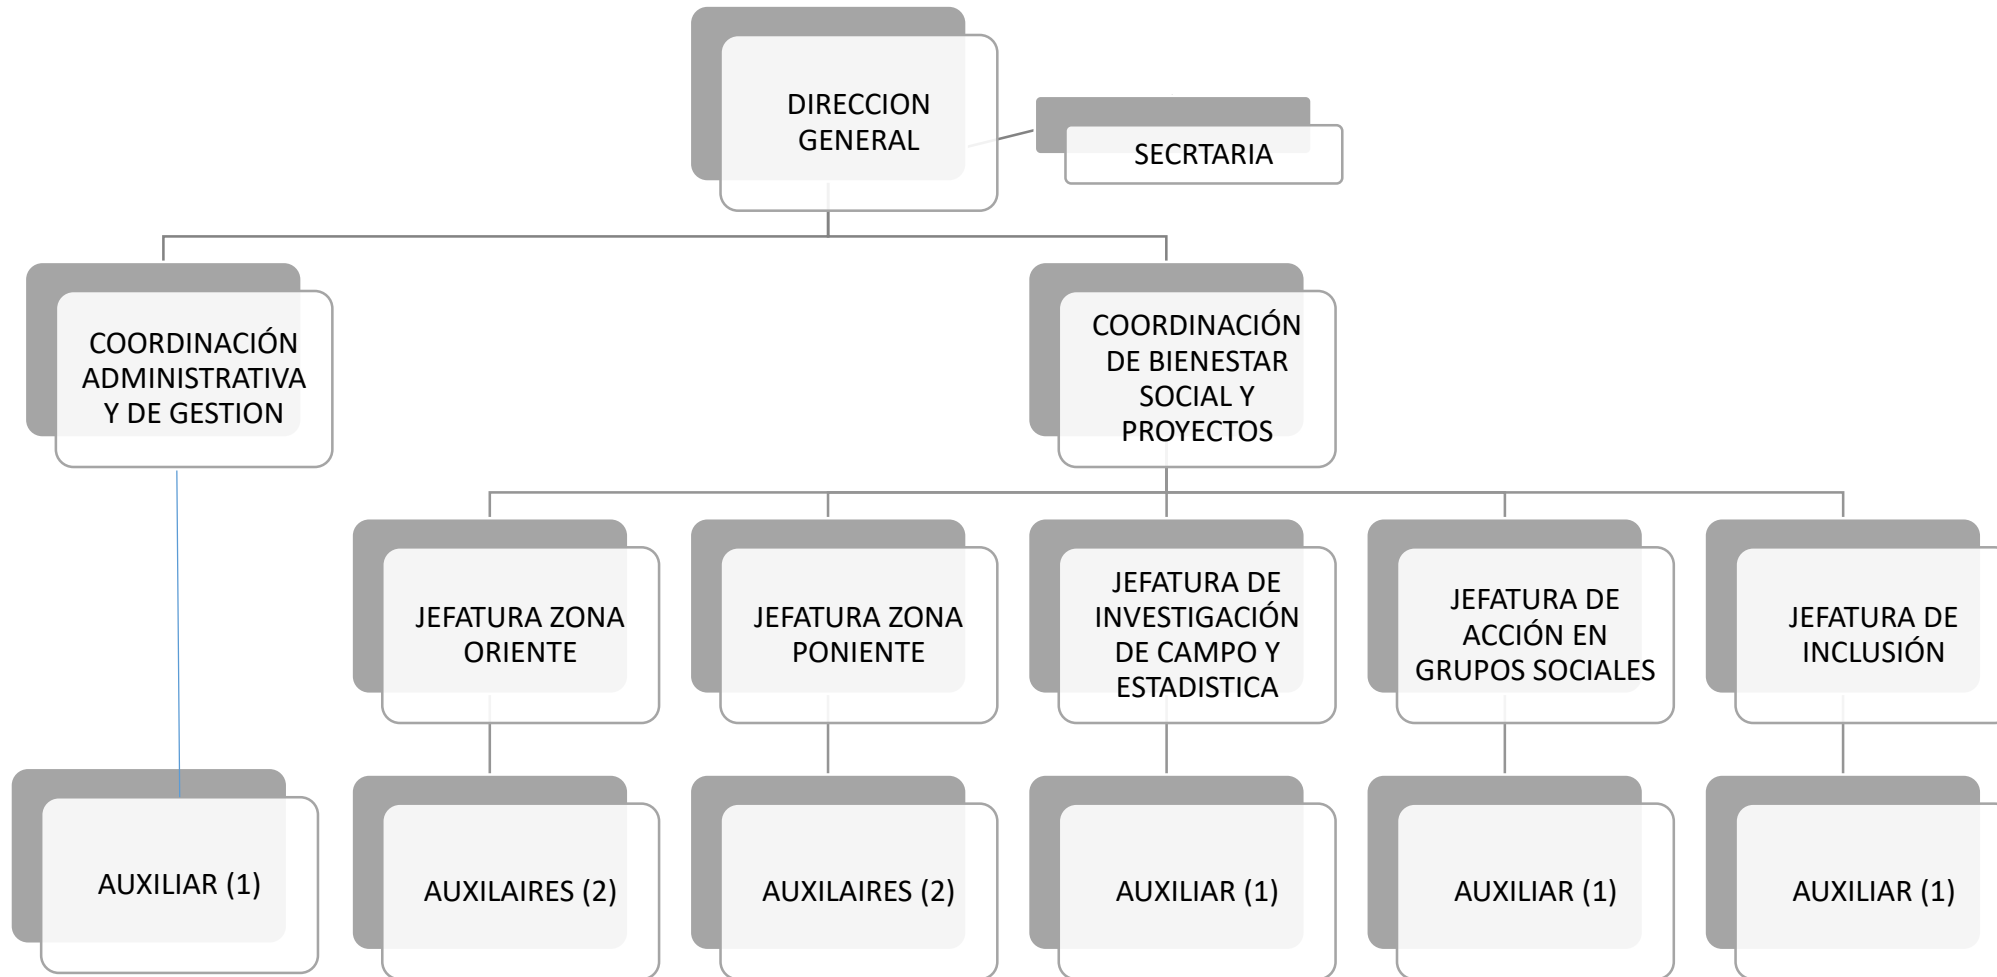 DIRECCION
GENERAL
SECRTARIA
COORDINACIÓN
ADMINISTRATIVA
Y DE GESTION
COORDINACIÓN
DE BIENESTAR
SOCIAL Y
PROYECTOS
JEFATURA ZONA
ORIENTE
JEFATURA ZONA
PONIENTE
JEFATURA DE
INVESTIGACIÓN
DE CAMPO Y
ESTADISTICA
JEFATURA DE
ACCIÓN EN
GRUPOS SOCIALES
JEFATURA DE
INCLUSIÓN
AUXILIAR (1)
AUXILAIRES (2)
AUXILAIRES (2)
AUXILIAR (1)
AUXILIAR (1)
AUXILIAR (1)